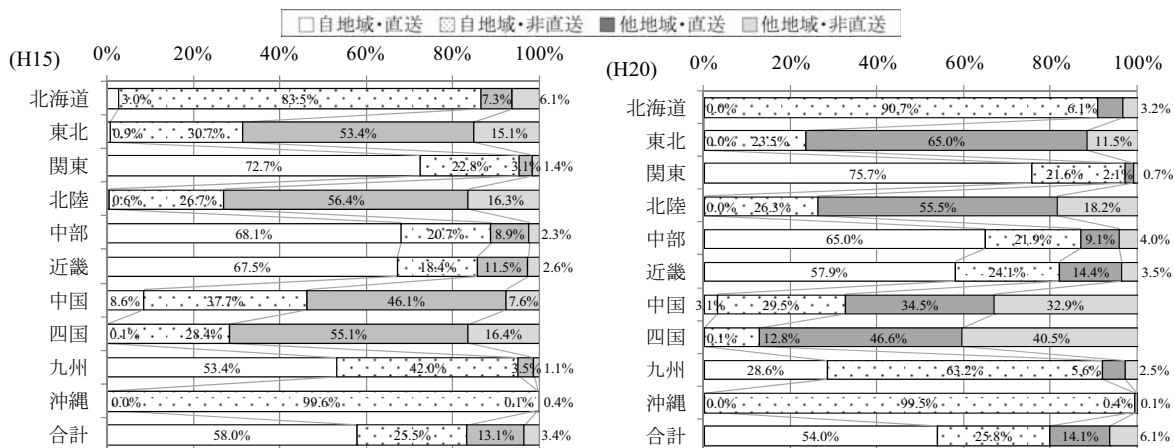 自地域・直送 自地域・非直送 他地域・直送 他地域・非直送
(H15) 0% 20% 40% 60% 80% 100%
北海道 3.0% 83.5% 7.3% 6.1%
東北 0.9% 30.7% 53.4% 15.1%
関東 72.7% 22.8% 3.1% 1.4%
北陸 0.6% 26.7% 56.4% 16.3%
中部 68.1% 20.7% 8.9% 2.3%
近畿 67.5% 18.4% 11.5% 2.6%
中国 8.6% 37.7% 46.1% 7.6%
四国 0.1% 28.4% 55.1% 16.4%
九州 53.4% 42.0% 3.5% 1.1%
沖縄 0.0% 99.6% 0.1% 0.4%
合計 58.0% 25.5% 13.1% 3.4%
(H20) 0% 20% 40% 60% 80% 100%
北海道 0.0% 90.7% 6.1% 3.2%
東北 0.0% 23.5% 65.0% 11.5%
関東 75.7% 21.6% 2.1% 0.7%
北陸 0.0% 26.3% 55.5% 18.2%
中部 65.0% 21.9% 9.1% 4.0%
近畿 57.9% 24.1% 14.4% 3.5%
中国 3.1% 29.5% 34.5% 32.9%
四国 0.1% 12.8% 46.6% 40.5%
九州 28.6% 63.2% 5.6% 2.5%
沖縄 0.0% 99.5% 0.4% 0.1%
合計 54.0% 25.8% 14.1% 6.1%